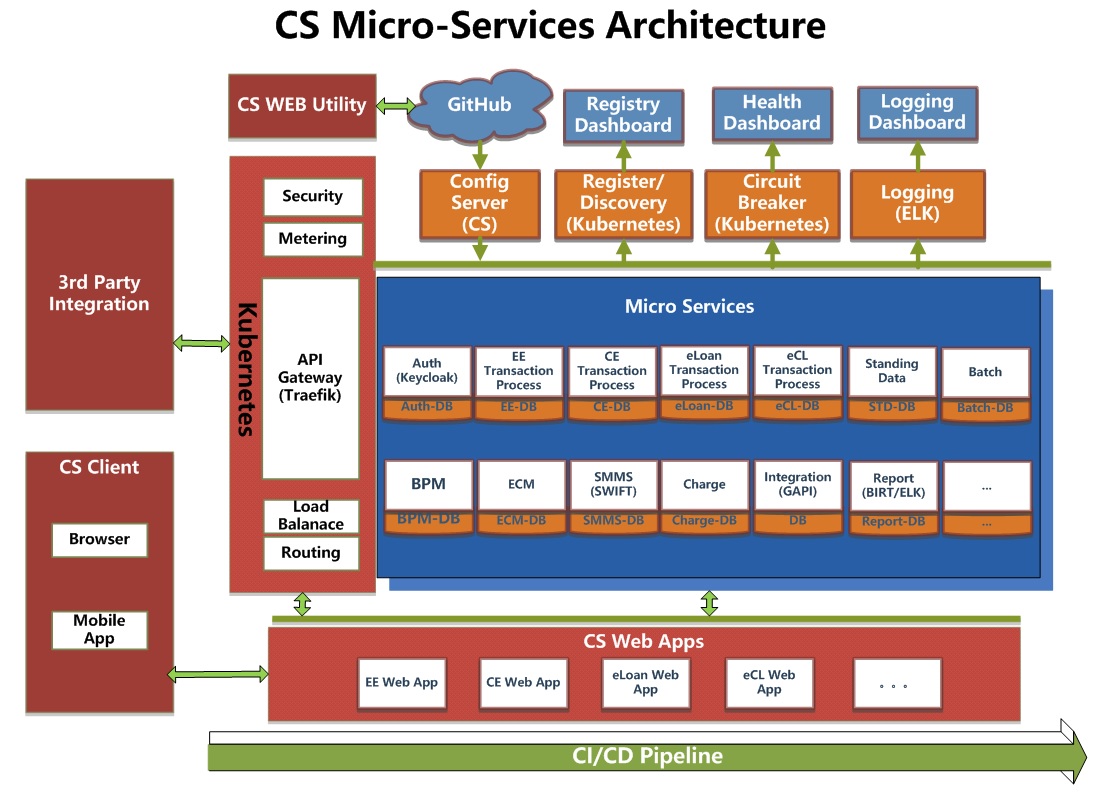 CS Micro-Services Architecture
CS WEB Utility
GitHub
Registry
Dashboard
Health
Dashboard
Logging
Dashboard
Config
Server
(CS)
Register/
Discovery
(Kubernetes)
Circuit
Breaker
(Kubernetes)
Logging
(ELK)
3rd Party
Integration
Kubernetes
Security
Metering
API
Gateway
(Traefik)
Load
Balanace
Routing
Micro Services
Auth
(Keycloak)
Auth-DB
EE
Transaction
Process
EE-DB
CE
Transaction
Process
CE-DB
eLoan
Transaction
Process
eLoan-DB
eCL
Transaction
Process
eCL-DB
Standing
Data
STD-DB
Batch
Batch-DB
BPM
BPM-DB
ECM
ECM-DB
SMMS
(SWIFT)
SMMS-DB
Charge
Charge-DB
Integration
(GAPI)
DB
Report
(BIRT/ELK)
Report-DB
...
...
CS Client
Browser
Mobile
App
CS Web Apps
EE Web App
CE Web App
eLoan Web
App
eCL Web
App
。。。
CI/CD Pipeline